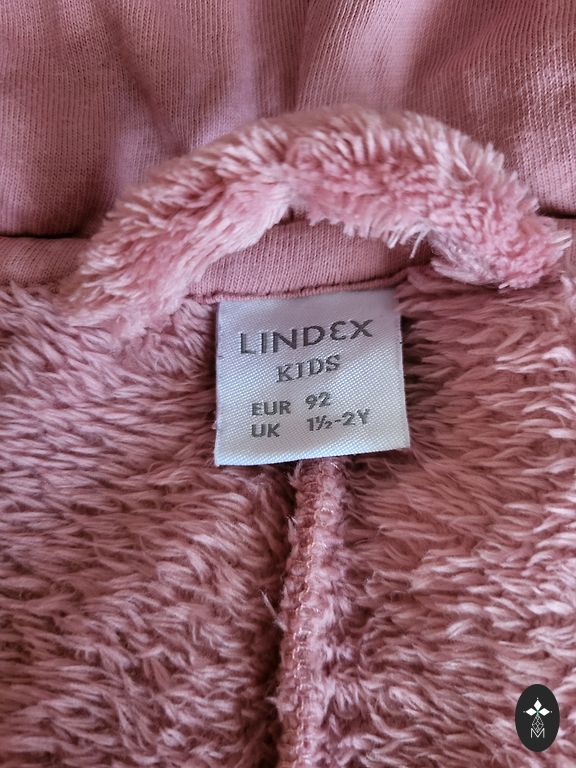 LINDEX
KIDS
EUR 92
UK 1½-2Y
M